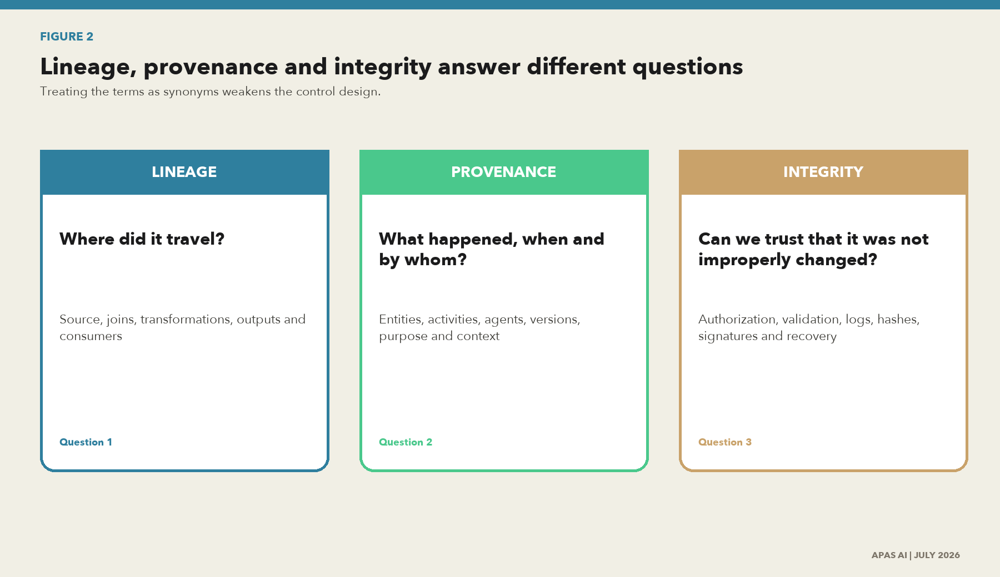 FIGURE 2
Lineage, provenance and integrity answer different questions
Treating the terms as synonyms weakens the control design.
LINEAGE
Where did it travel?
Source, joins, transformations, outputs and
consumers
Question 1
PROVENANCE
What happened, when and
by whom?
Entities, activities, agents, versions,
purpose and context
Question 2
INTEGRITY
Can we trust that it was not
improperly changed?
Authorization, validation, logs, hashes,
signatures and recovery
Question 3
APAS AI | JULY 2026